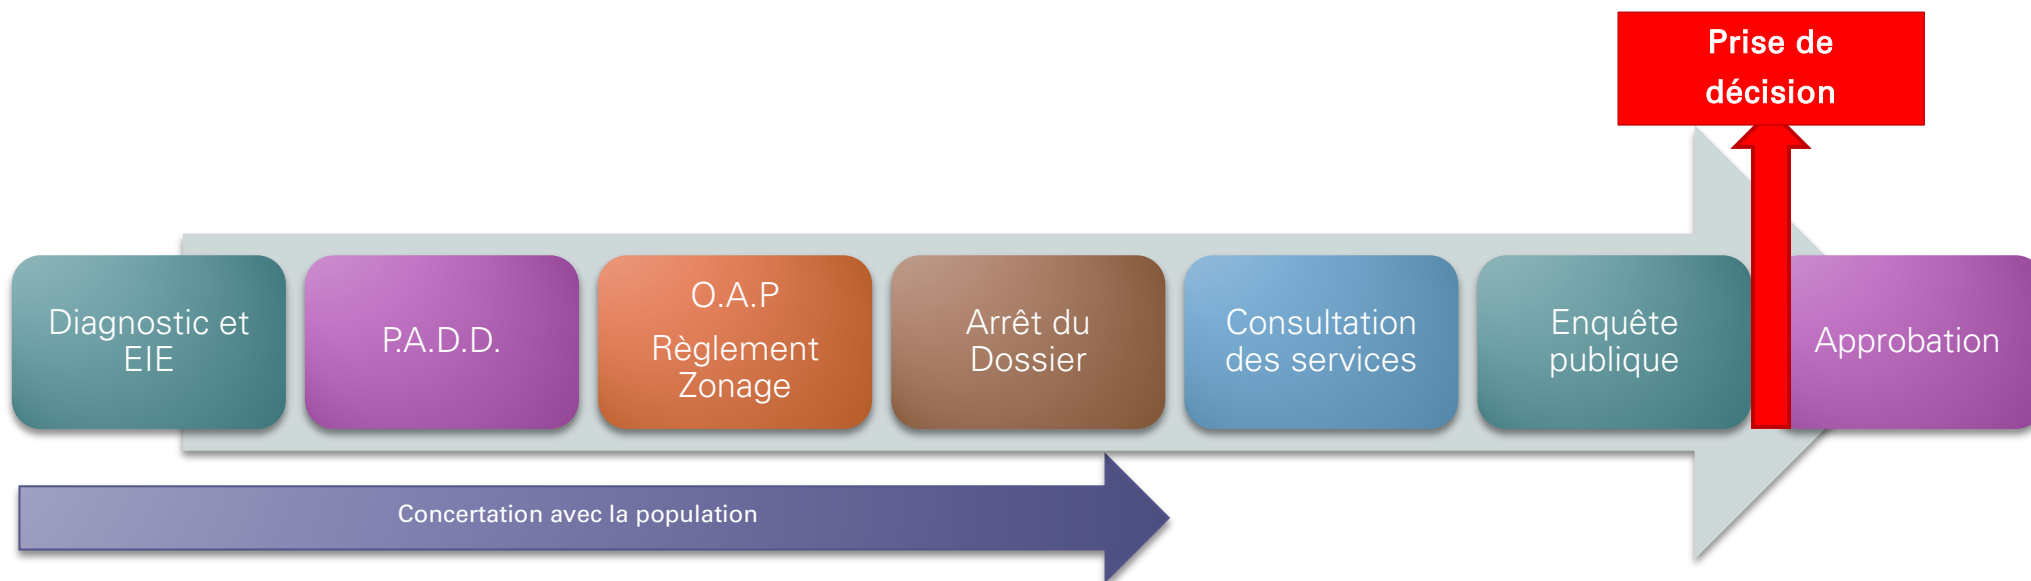 Prise de
décision
Diagnostic et
EIE
P.A.D.D.
O.A.P
Règlement
Zonage
Arrêt du
Dossier
Consultation
des services
Enquête
publique
Approbation
Concertation avec la population